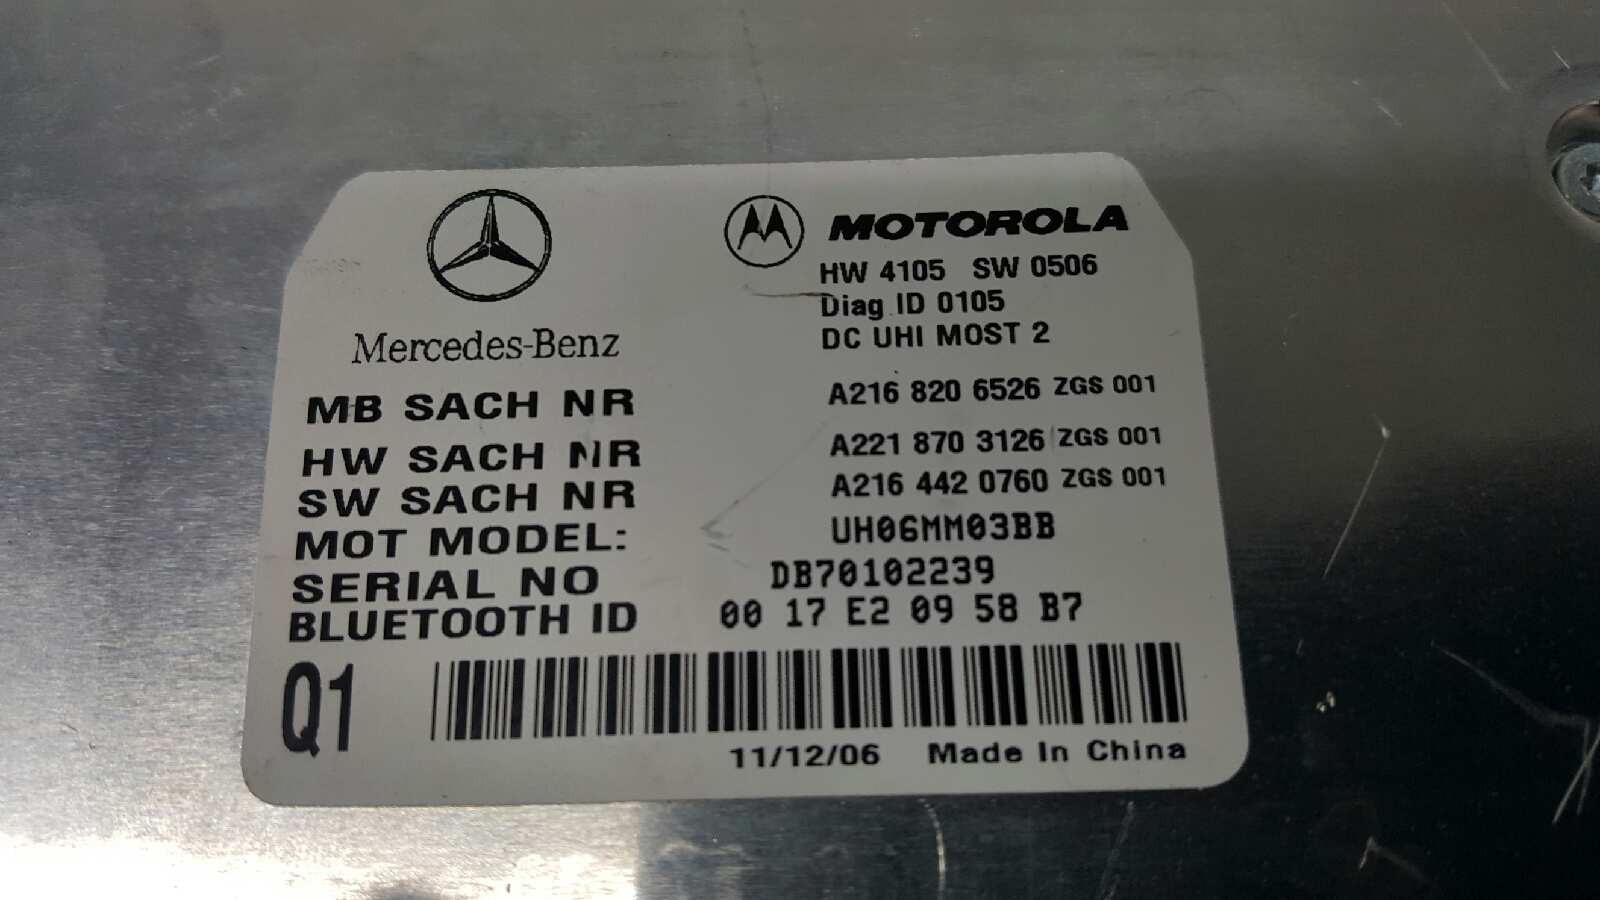 Mercedes-Benz
MOTOROLA
HW 4105 SW 0506
Diag ID 0105
DC UHI MOST 2
MB SACH NR A216 820 6526 ZGS 001
HW SACH NR A221 870 3126 ZGS 001
SW SACH NR A216 442 0760 ZGS 001
MOT MODEL: UH06MM03BB
SERIAL NO DB70102239
BLUETOOTH ID 00 17 E2 09 58 B7
Q1
11/12/06 Made In China